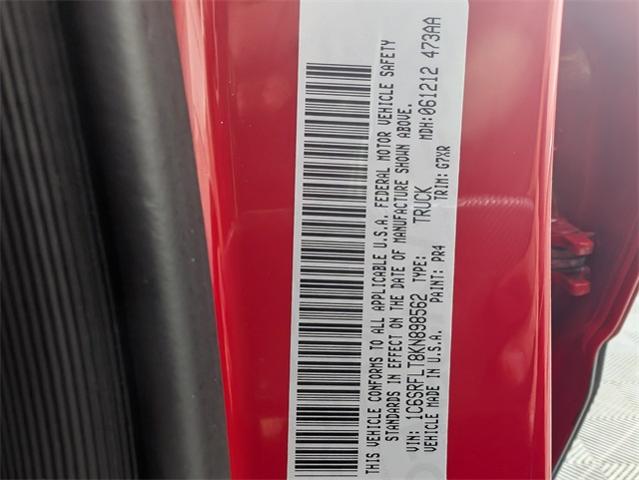 THIS VEHICLE CONFORMS TO ALL APPLICABLE U.S.A. FEDERAL MOTOR VEHICLE SAFETY
STANDARDS IN EFFECT ON THE DATE OF MANUFACTURE SHOWN ABOVE.
VIN: 1C6SRFLT8KN898562 TYPE: TRUCK MDH:061212 473AA
VEHICLE MADE IN U.S.A. PAINT: PR4 TRIM: G7XR